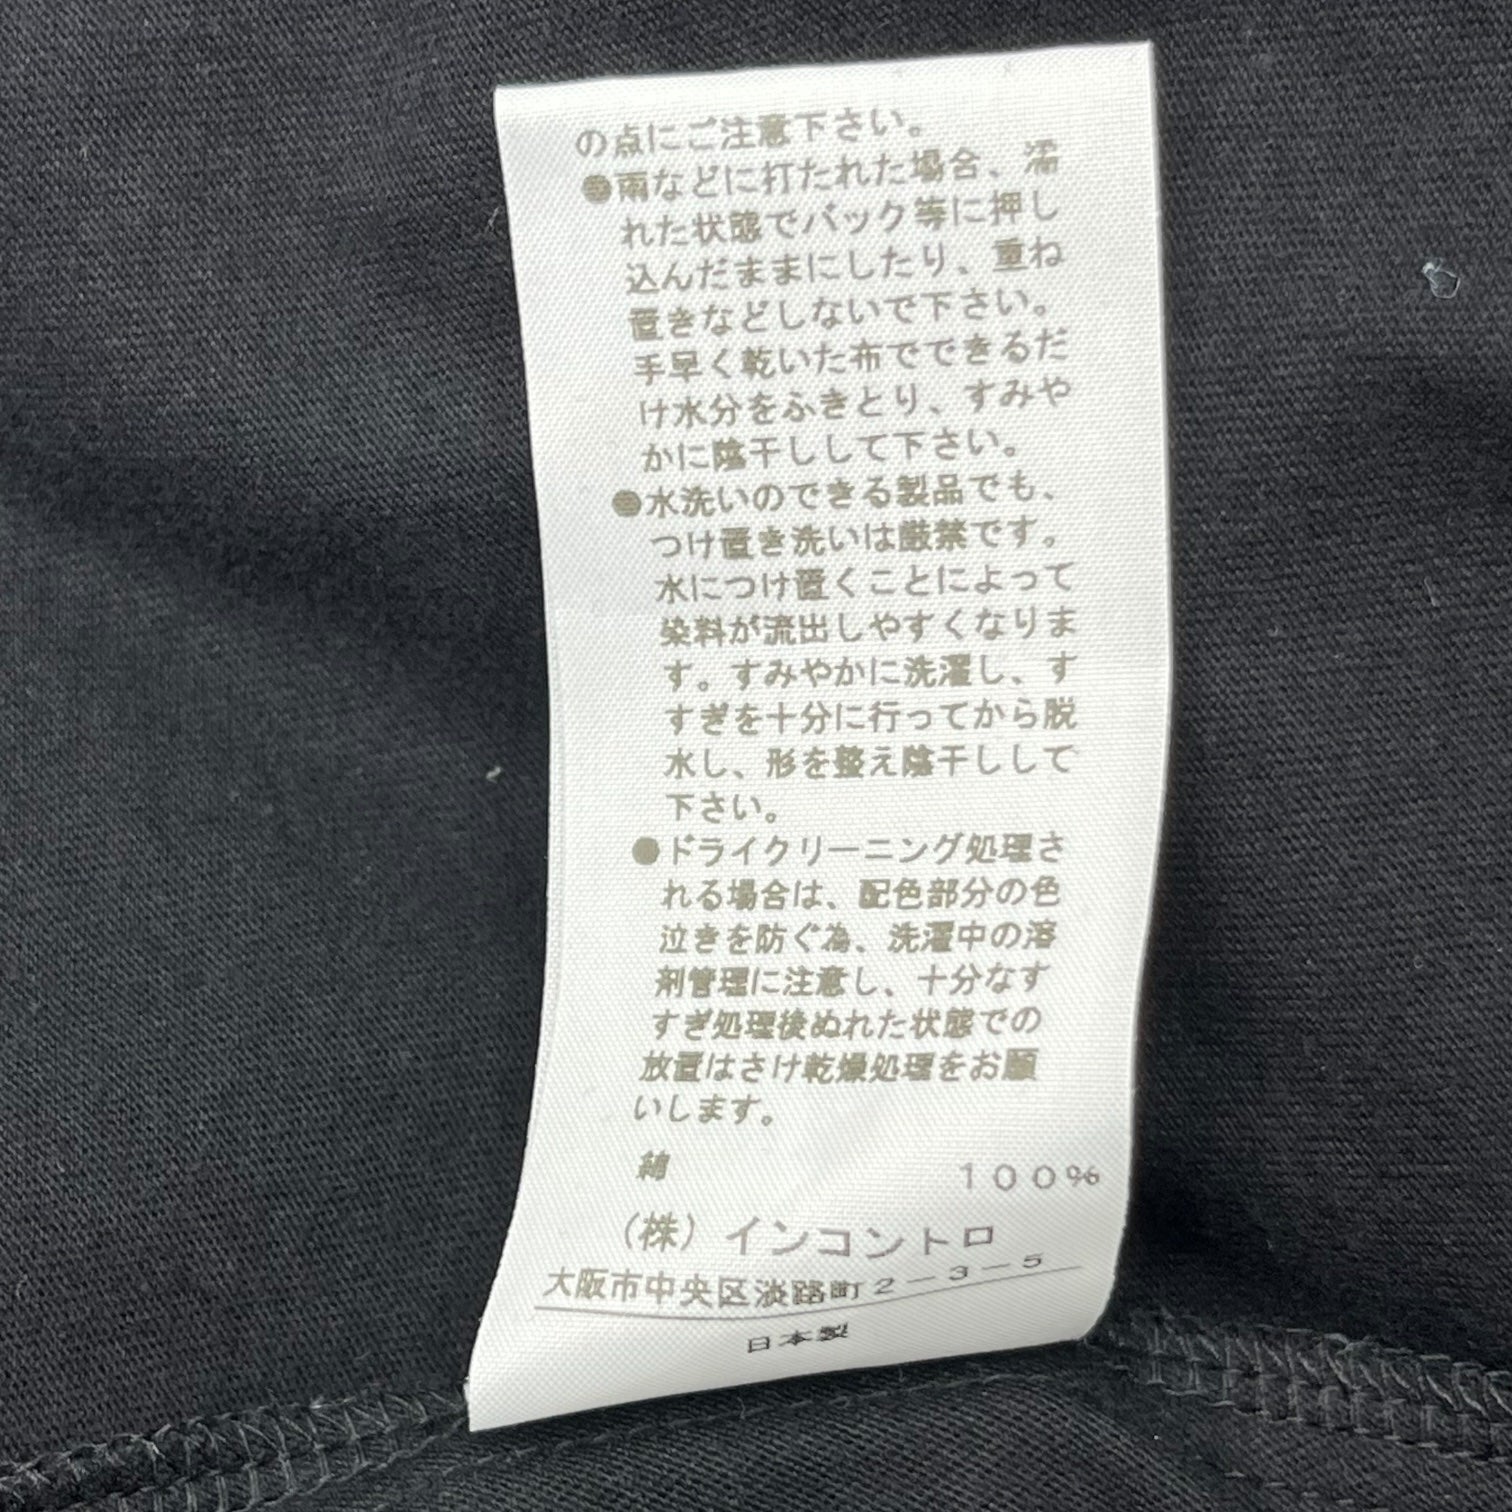 の点にご注意下さい。
●雨などに打たれた場合、濡
れた状態でバック等に押し
込んだままにしたり、重ね
置きなどしないで下さい。
手早く乾いた布でできるだ
け水分をふきとり、すみや
かに陰干しして下さい。
●水洗いのできる製品でも、
つけ置き洗いは厳禁です。
水につけ置くことによって
染料が流出しやすくなりま
す。すみやかに洗濯し、す
すぎを十分に行ってから脱
水し、形を整え陰干しして
下さい。
●ドライクリーニング処理さ
れる場合は、配色部分の色
泣きを防ぐ為、洗濯中の溶
剤管理に注意し、十分なす
すぎ処理後ぬれた状態での
放置はさけ乾燥処理をお願
いします。
綿 100%
(株)インコントロ
大阪市中央区淡路町2-3-5
日本製